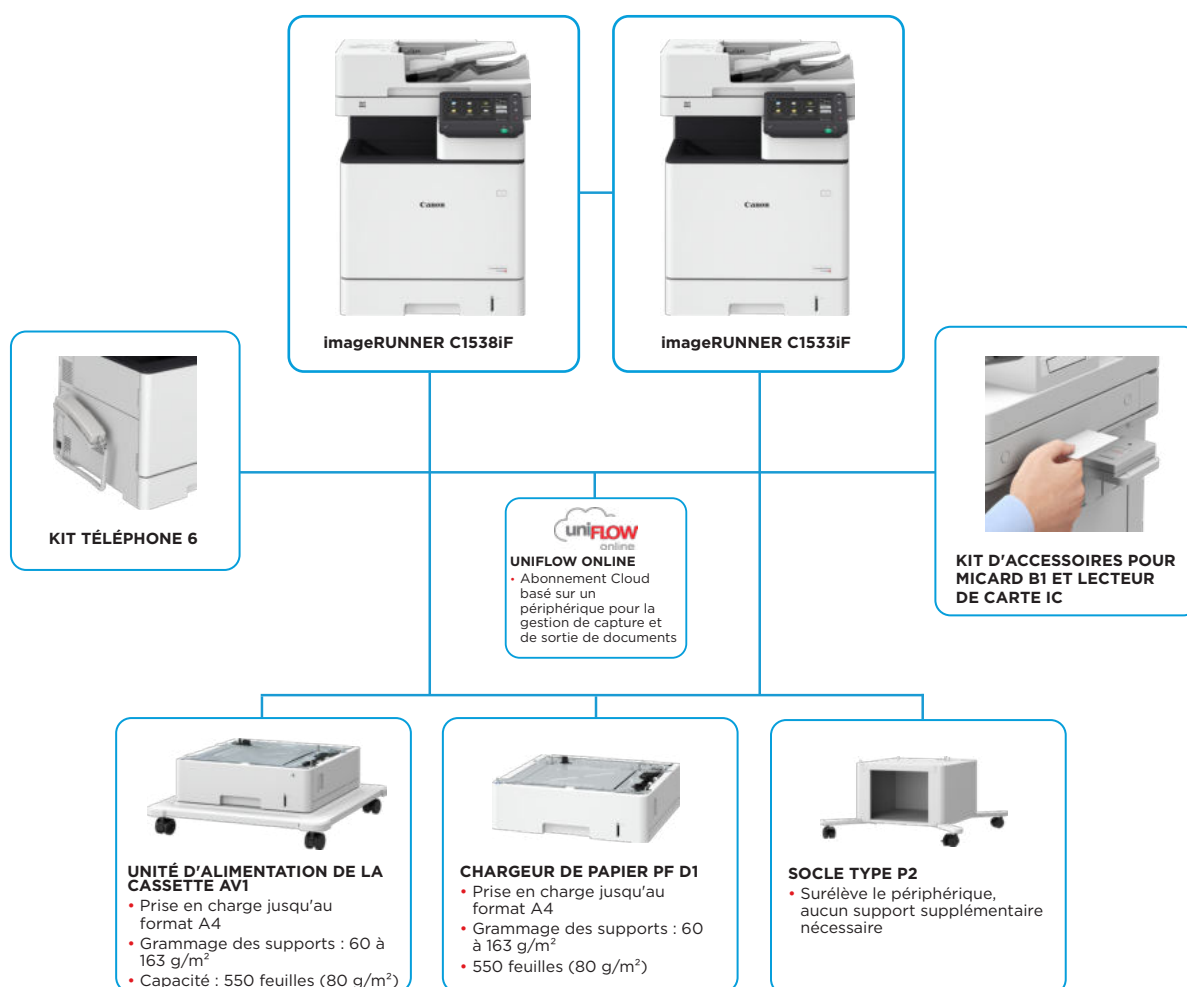 Canon
Canon
imageRUNNER C1538iF
imageRUNNER C1533iF
KIT TÉLÉPHONE 6
uniFLOW
online
UNIFLOW ONLINE
• Abonnement Cloud
basé sur un
périphérique pour la
gestion de capture et
de sortie de documents
KIT D'ACCESSOIRES POUR
MICARD B1 ET LECTEUR
DE CARTE IC
UNITÉ D'ALIMENTATION DE LA
CASSETTE AV1
• Prise en charge jusqu'au
format A4
• Grammage des supports : 60 à
163 g/m²
• Capacité : 550 feuilles (80 g/m²)
CHARGEUR DE PAPIER PF D1
• Prise en charge jusqu'au
format A4
• Grammage des supports : 60
à 163 g/m²
• 550 feuilles (80 g/m²)
SOCLE TYPE P2
• Surélève le périphérique,
aucun support supplémentaire
nécessaire